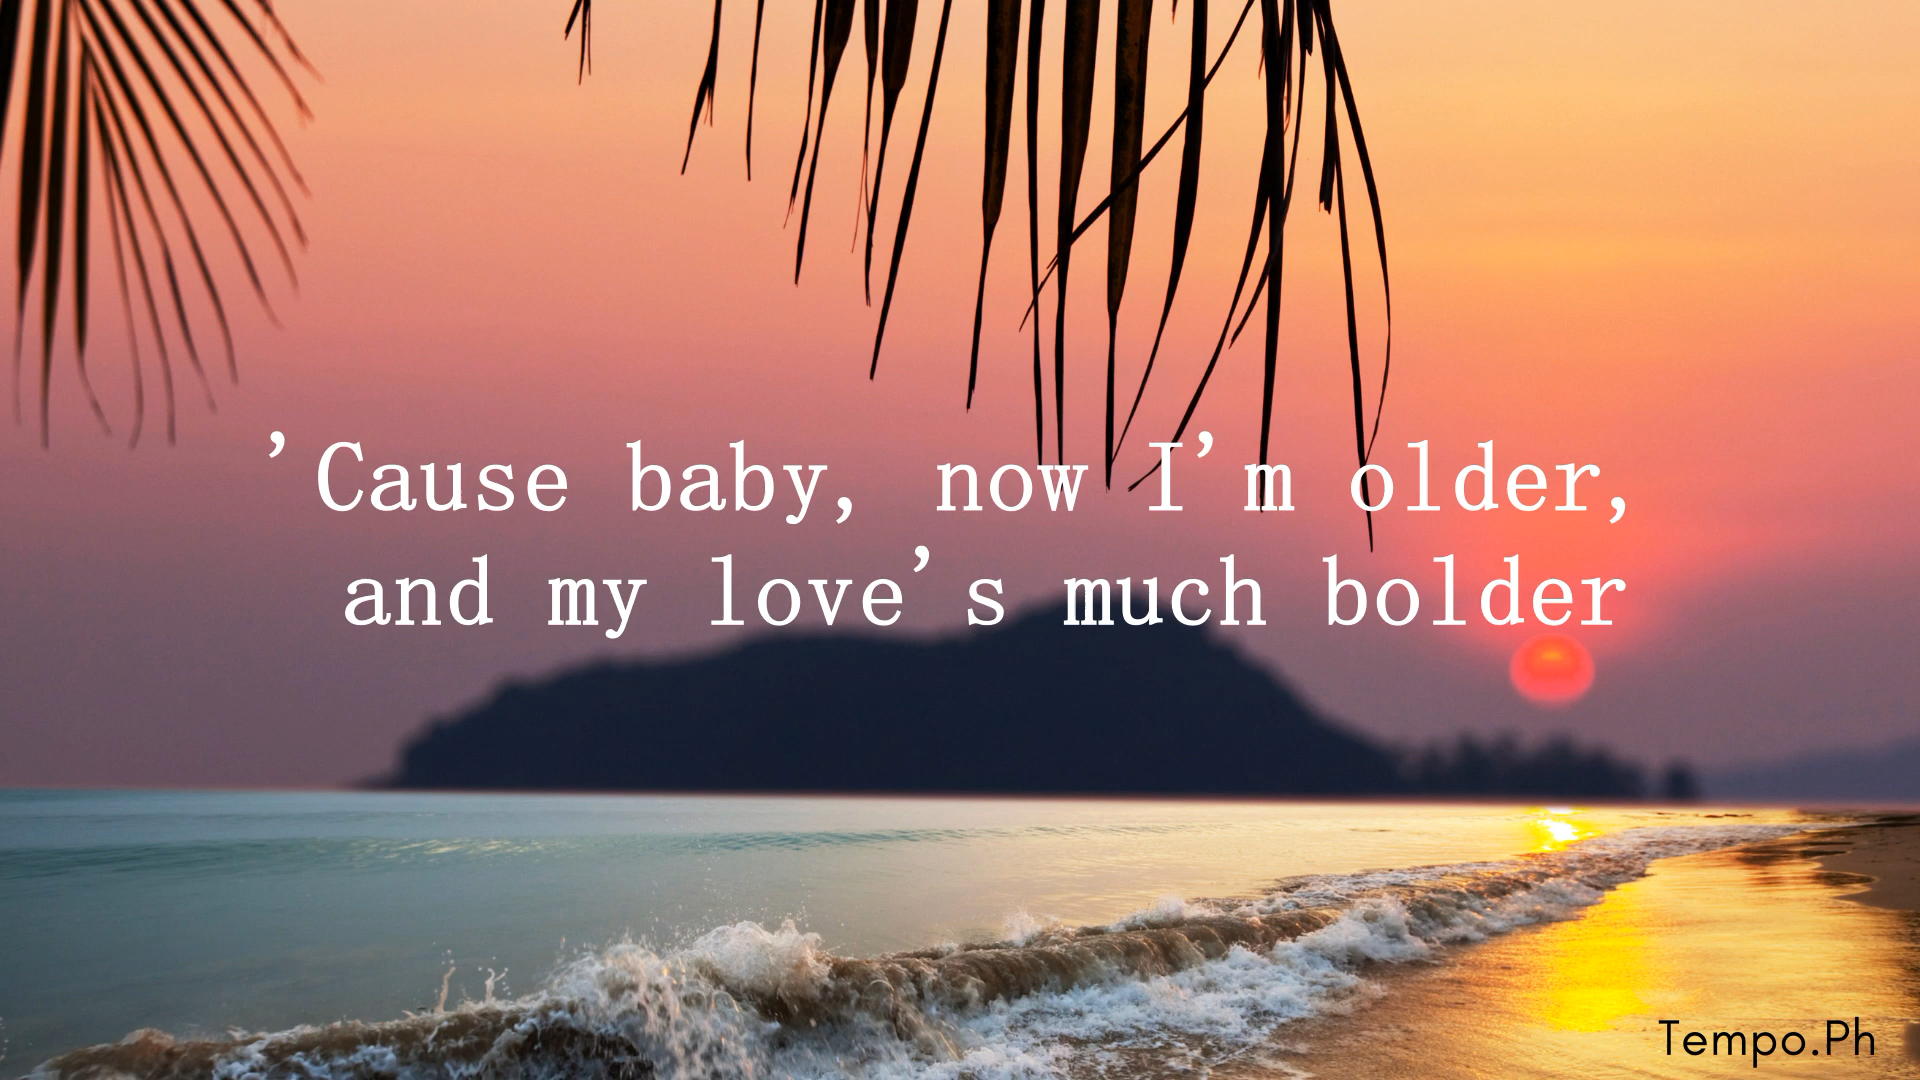 ’Cause baby, now I’m older,
and my love’s much bolder
Tempo.Ph